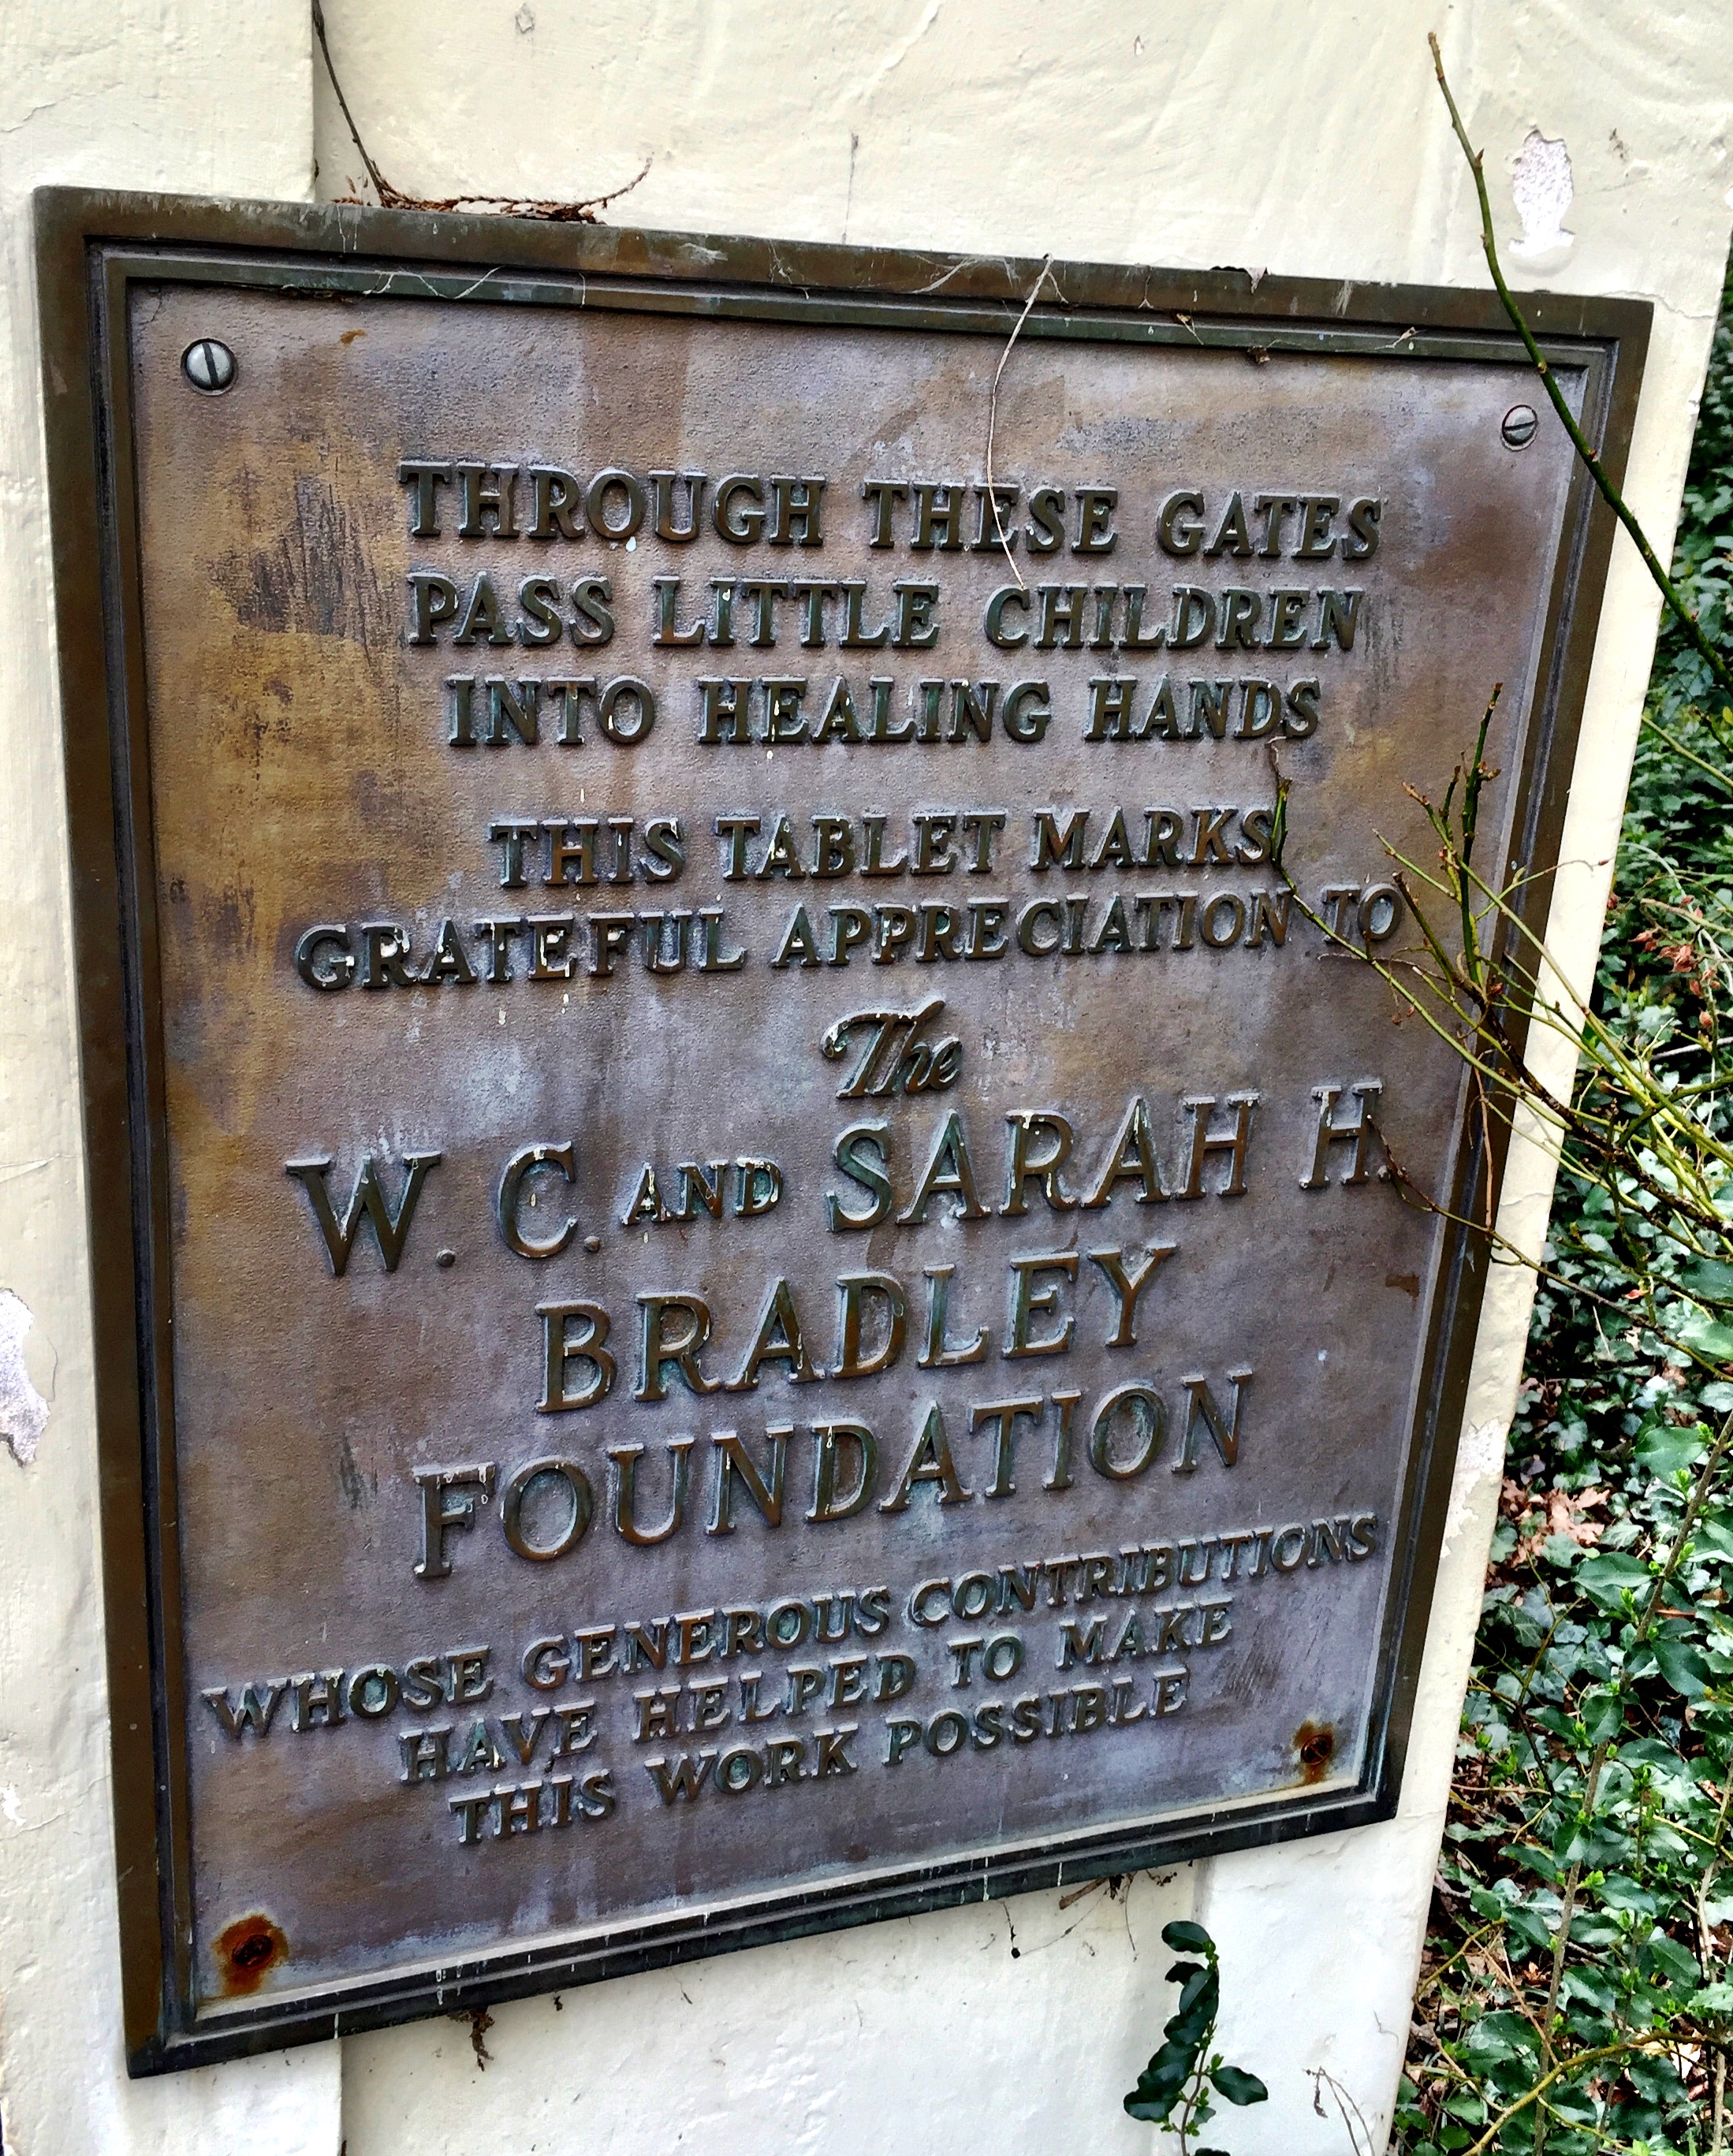 THROUGH THESE GATES
PASS LITTLE CHILDREN
INTO HEALING HANDS
THIS TABLET MARKS
GRATEFUL APPRECIATION TO
The
W. C. AND SARAH H.
BRADLEY
FOUNDATION
WHOSE GENEROUS CONTRIBUTIONS
HAVE HELPED TO MAKE
THIS WORK POSSIBLE